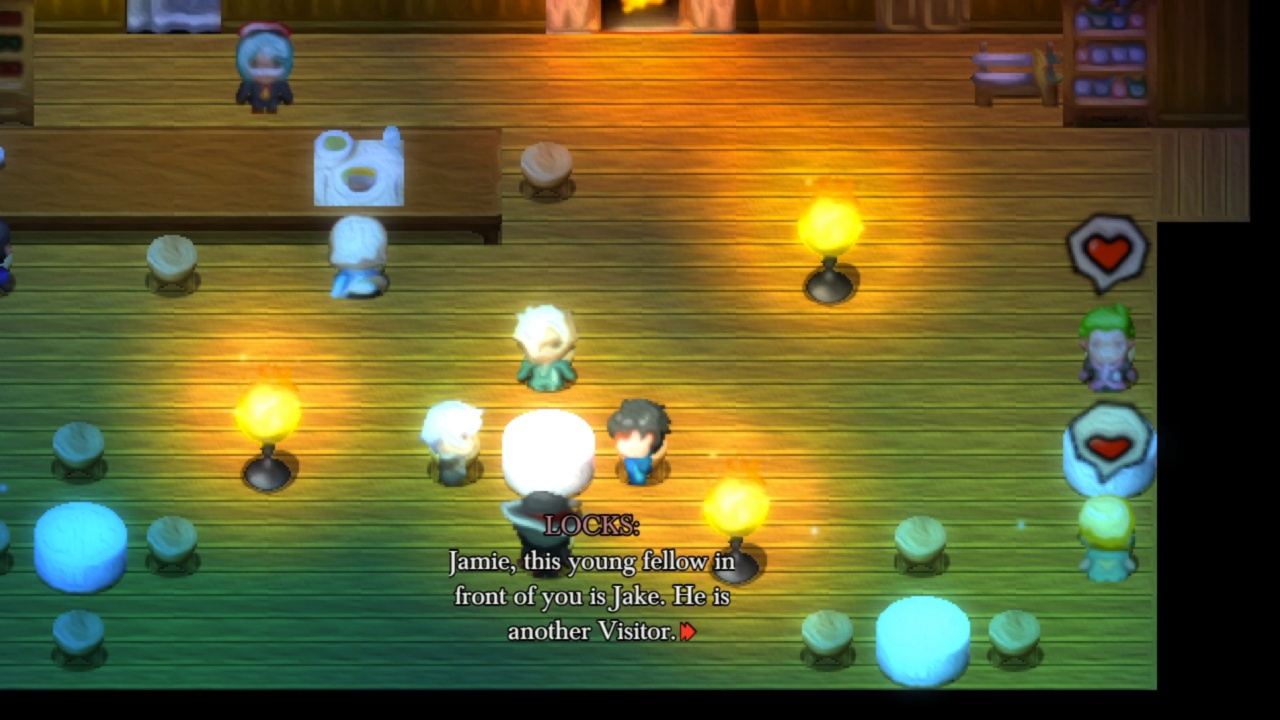 LOCKS:
Jamie, this young fellow in
front of you is Jake. He is
another Visitor.